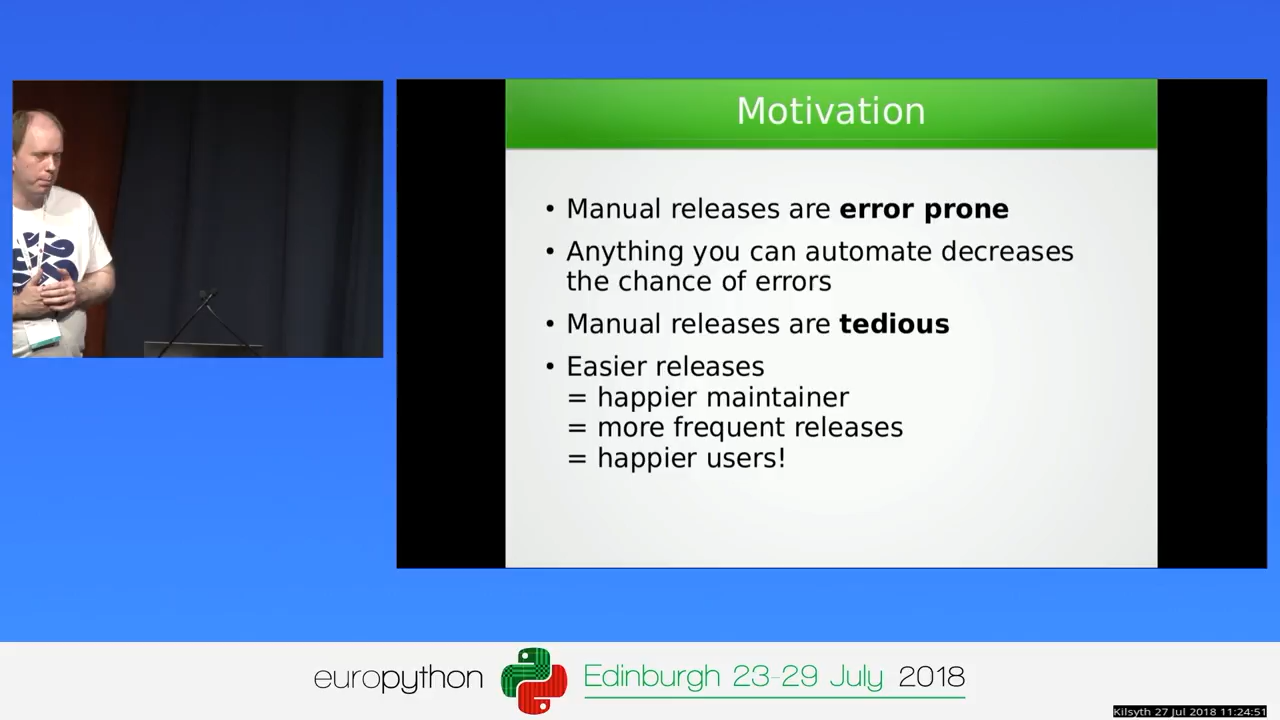 Motivation
• Manual releases are error prone
• Anything you can automate decreases
the chance of errors
• Manual releases are tedious
• Easier releases
= happier maintainer
= more frequent releases
= happier users!
europython Edinburgh 23-29 July 2018
Kilsyth 27 Jul 2018 11:24:51